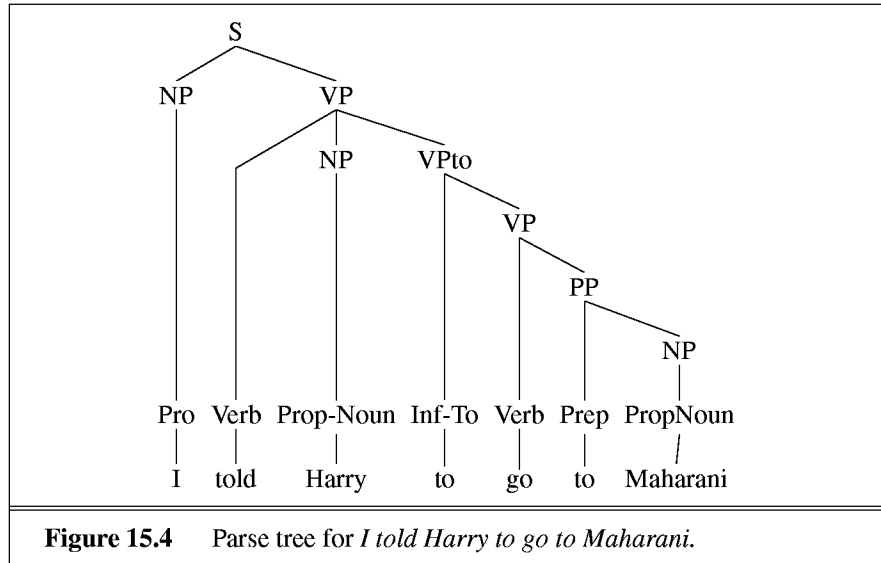 S
NP VP
NP VPto
VP
PP
NP
Pro Verb Prop-Noun Inf-To Verb Prep PropNoun
I told Harry to go to Maharani
Figure 15.4 Parse tree for I told Harry to go to Maharani.